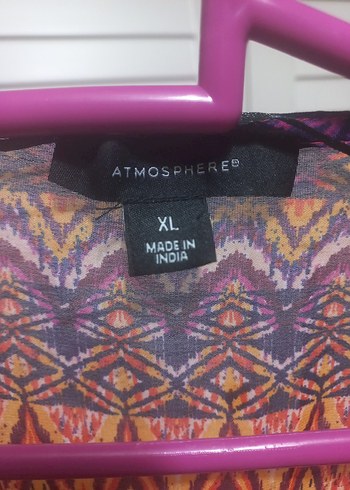 ATMOSPHERE®
XL
MADE IN
INDIA